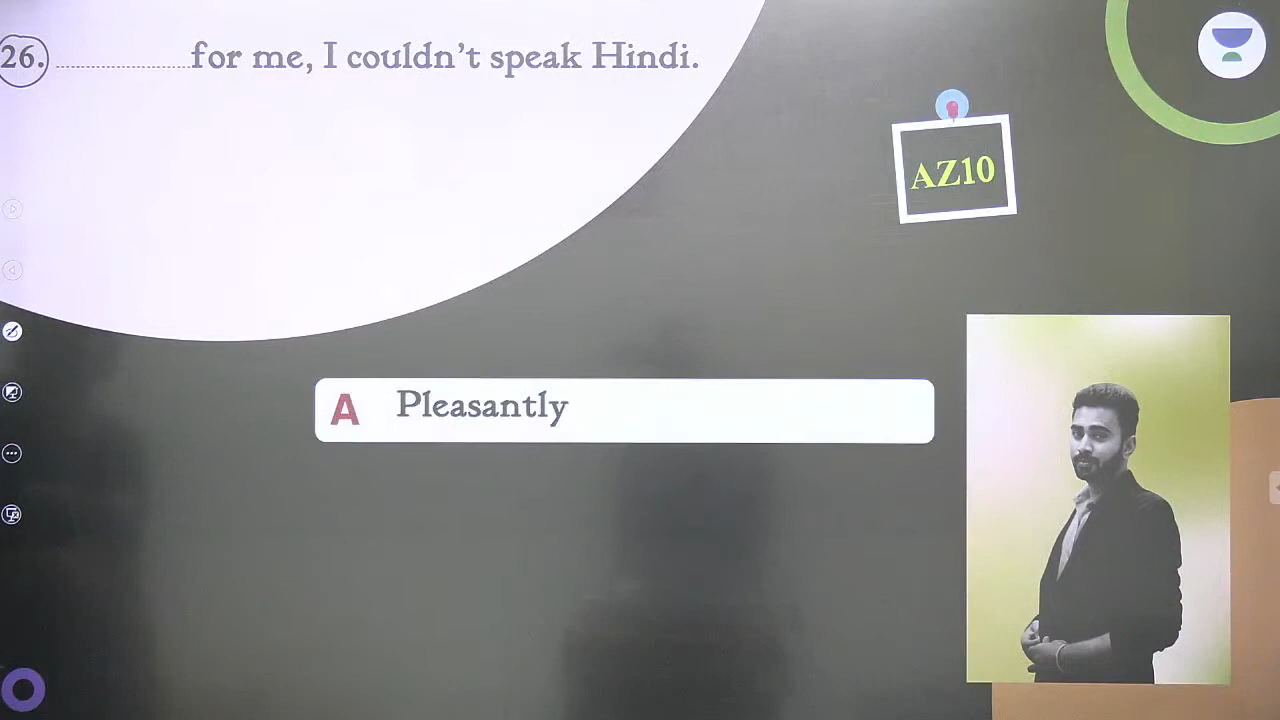 26. ........................for me, I couldn't speak Hindi.
AZ10
A Pleasantly